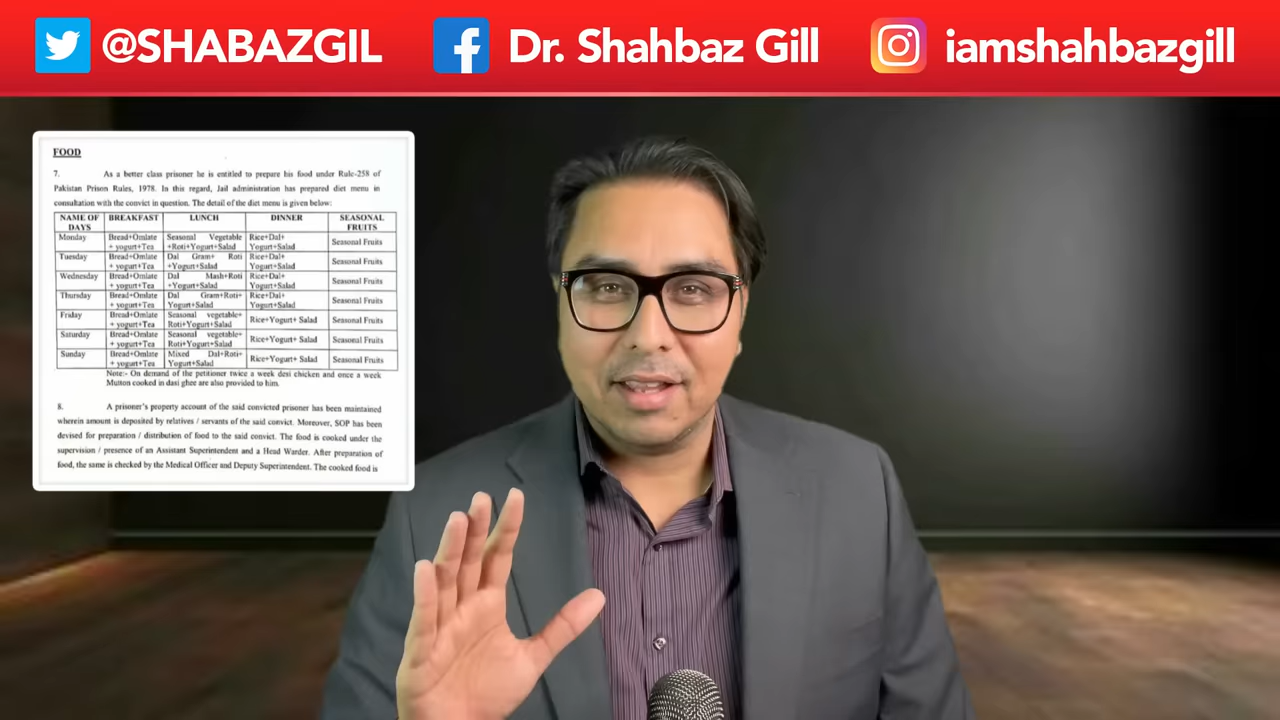 @SHABAZGIL
Dr. Shahbaz Gill
iamshahbazgill
FOOD
7. As a better class prisoner he is entitled to prepare his food under Rule-258 of
Pakistan Prison Rules, 1978. In this regard, Jail administration has prepared diet menu in
consultation with the convict in question. The detail of the diet menu is given below:
NAME OF DAYS BREAKFAST LUNCH DINNER SEASONAL FRUITS
Monday Bread+Omlate + yogurt+Tea Seasonal Vegetable +Roti+Yogurt+Salad Rice+Dal+ Yogurt+Salad Seasonal Fruits
Tuesday Bread+Omlate + yogurt+Tea Dal Gram+ Roti +Yogurt+Salad Rice+Dal+ Yogurt+Salad Seasonal Fruits
Wednesday Bread+Omlate + yogurt+Tea Dal Mash+Roti +Yogurt+Salad Rice+Dal+ Yogurt+Salad Seasonal Fruits
Thursday Bread+Omlate + yogurt+Tea Dal Gram+Roti+ Yogurt+Salad Rice+Dal+ Yogurt+Salad Seasonal Fruits
Friday Bread+Omlate + yogurt+Tea Seasonal vegetable+ Roti+Yogurt+Salad Rice+Yogurt+ Salad Seasonal Fruits
Saturday Bread+Omlate + yogurt+Tea Seasonal vegetable+ Roti+Yogurt+Salad Rice+Yogurt+ Salad Seasonal Fruits
Sunday Bread+Omlate + yogurt+Tea Mixed Dal+Roti+ Yogurt+Salad Rice+Yogurt+ Salad Seasonal Fruits
Note:- On demand of the petitioner twice a week desi chicken and once a week
Mutton cooked in dasi ghee are also provided to him.
8. A prisoner's property account of the said convicted prisoner has been maintained
wherein amount is deposited by relatives / servants of the said convict. Moreover, SOP has been
devised for preparation / distribution of food to the said convict. The food is cooked under the
supervision / presence of an Assistant Superintendent and a Head Warder. After preparation of
food, the same is checked by the Medical Officer and Deputy Superintendent. The cooked food is